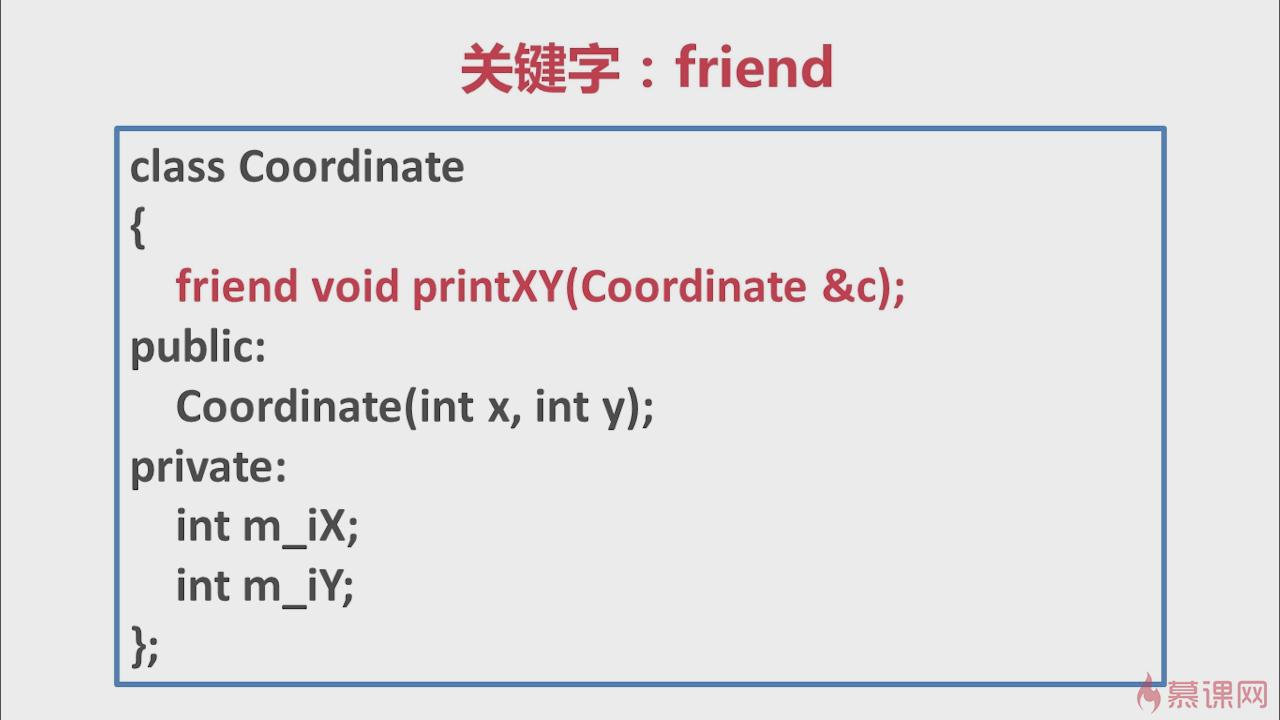 关键字：friend
class Coordinate
{
friend void printXY(Coordinate &c);
public:
Coordinate(int x, int y);
private:
int m_iX;
int m_iY;
};
慕课网